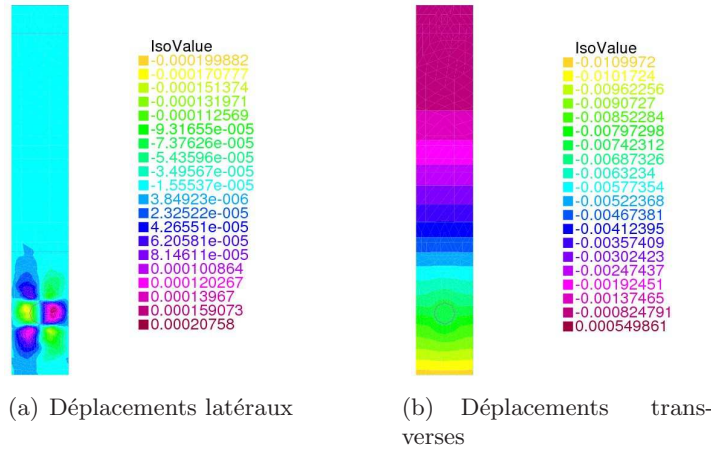 IsoValue
-0.000199882
-0.000170777
-0.000151374
-0.000131971
-0.000112569
-9.31655e-005
-7.37626e-005
-5.43596e-005
-3.49567e-005
-1.55537e-005
3.84923e-006
2.32522e-005
4.26551e-005
6.20581e-005
8.14611e-005
0.000100864
0.000120267
0.00013967
0.000159073
0.00020758
IsoValue
-0.0109972
-0.0101724
-0.00962256
-0.0090727
-0.00852284
-0.00797298
-0.00742312
-0.00687326
-0.0063234
-0.00577354
-0.00522368
-0.00467381
-0.00412395
-0.00357409
-0.00302423
-0.00247437
-0.00192451
-0.00137465
-0.000824791
0.000549861
(a) Déplacements latéraux
(b) Déplacements trans-
verses